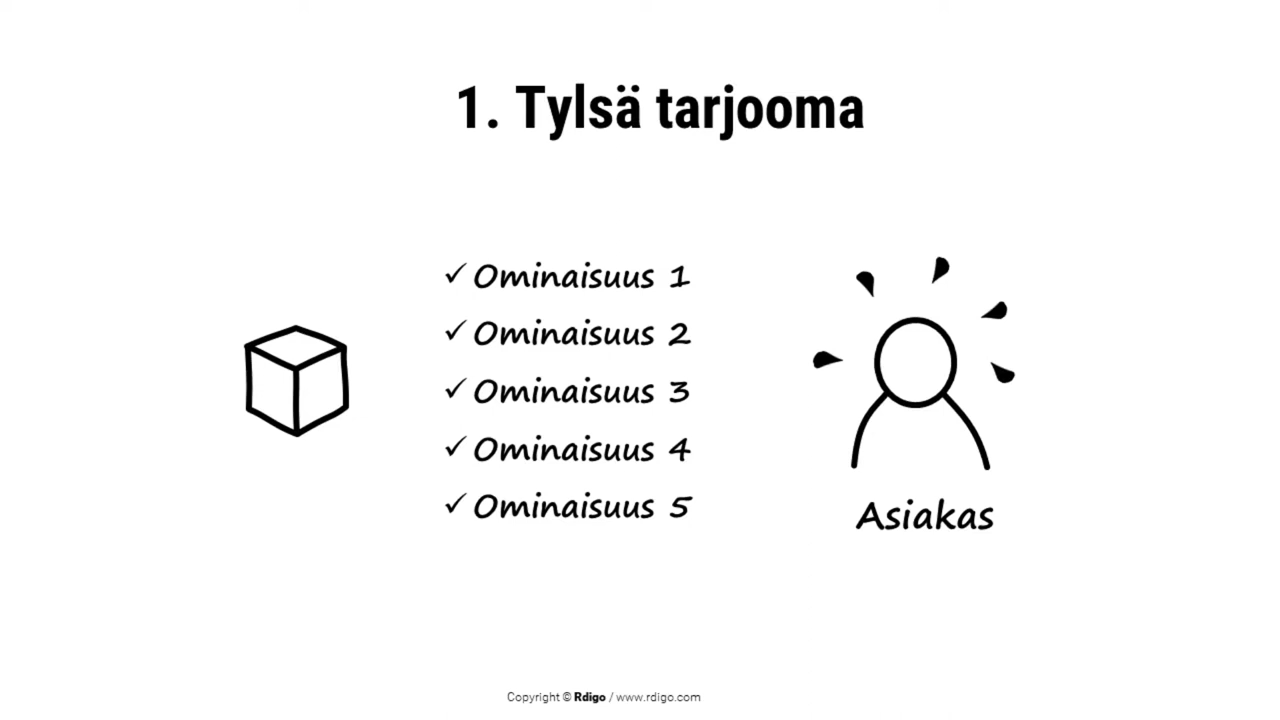 1. Tylsä tarjooma
✓ Ominaisuus 1
✓ Ominaisuus 2
✓ Ominaisuus 3
✓ Ominaisuus 4
✓ Ominaisuus 5
Asiakas
Copyright © Rdigo / www.rdigo.com